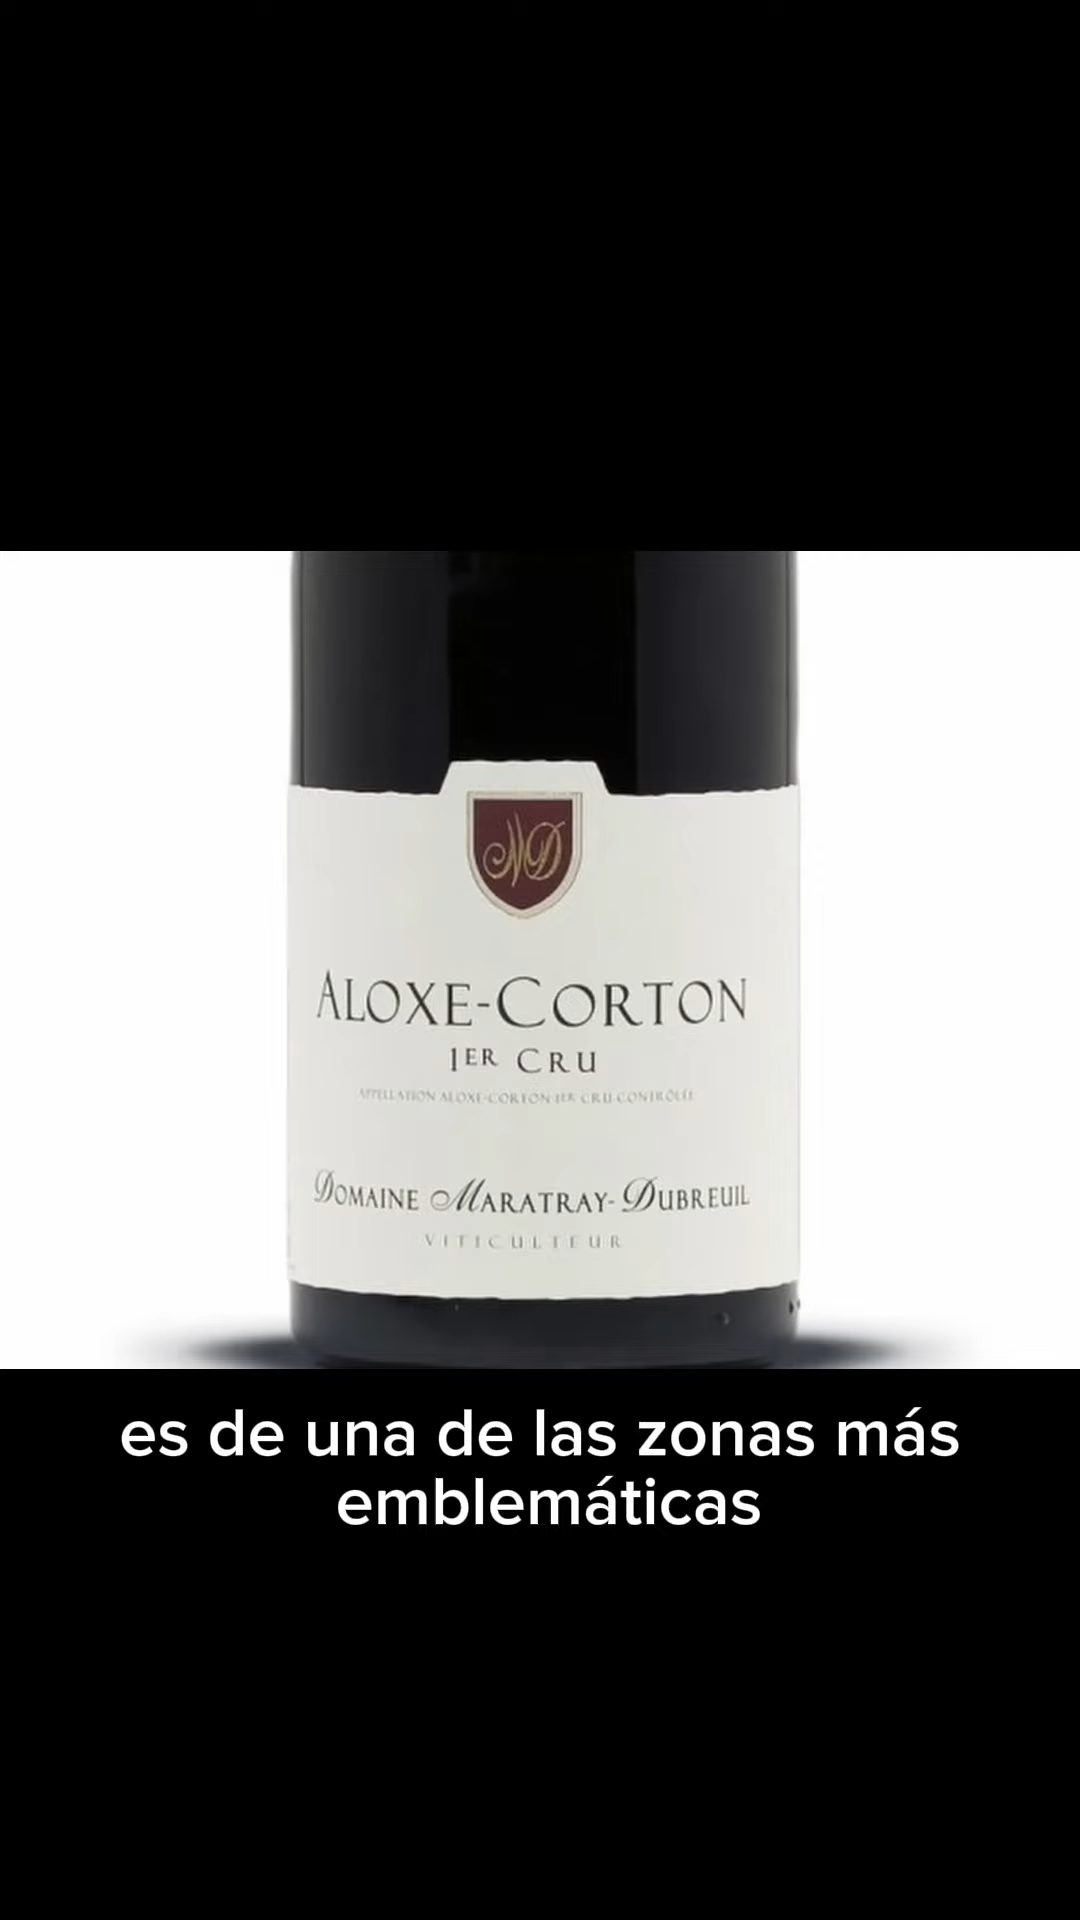 MD
ALOXE-CORTON
1ER CRU
APPELLATION ALOXE-CORTON 1ER CRU CONTRÔLÉE
DOMAINE MARATRAY-DUBREUIL
VITICULTEUR
es de una de las zonas más
emblemáticas